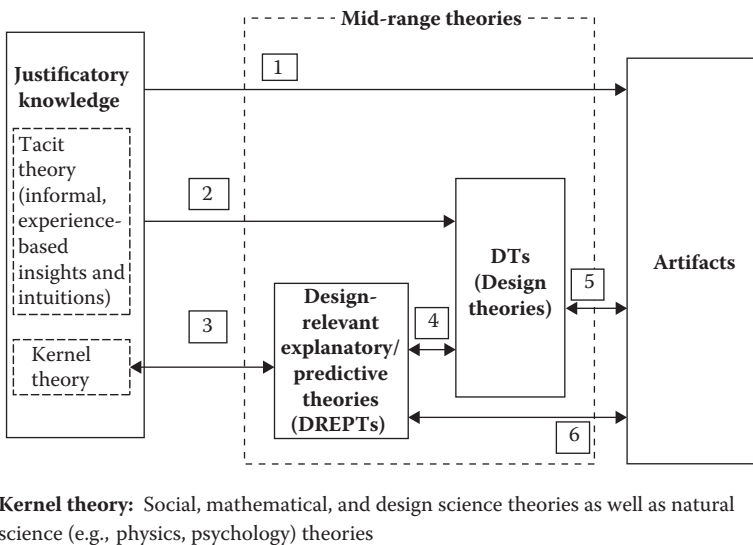 Mid-range theories
Justificatory
knowledge
Tacit
theory
(informal,
experience-
based
insights and
intuitions)
Kernel
theory
1
2
3
Design-
relevant
explanatory/
predictive
theories
(DREPTs)
4
DTs
(Design
theories)
5
6
Artifacts
Kernel theory: Social, mathematical, and design science theories as well as natural
science (e.g., physics, psychology) theories